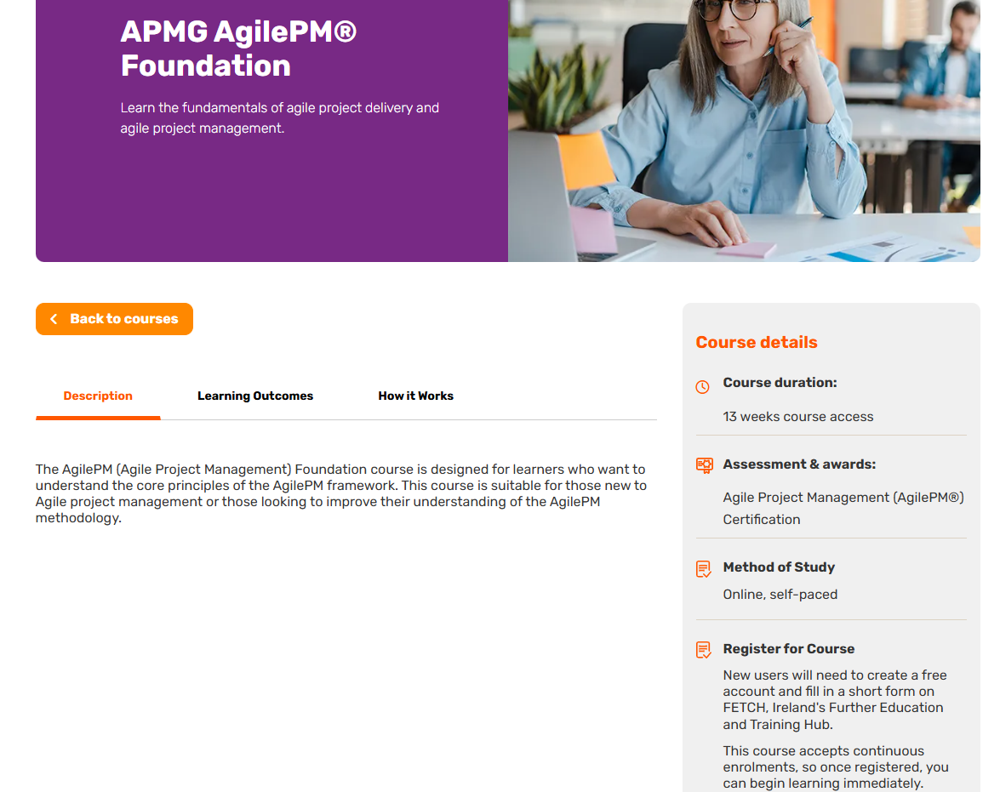 APMG AgilePM®
Foundation
Learn the fundamentals of agile project delivery and
agile project management.
Back to courses
Description
Learning Outcomes
How it Works
The AgilePM (Agile Project Management) Foundation course is designed for learners who want to
understand the core principles of the AgilePM framework. This course is suitable for those new to
Agile project management or those looking to improve their understanding of the AgilePM
methodology.
Course details
Course duration:
13 weeks course access
Assessment & awards:
Agile Project Management (AgilePM®)
Certification
Method of Study
Online, self-paced
Register for Course
New users will need to create a free
account and fill in a short form on
FETCH, Ireland's Further Education
and Training Hub.
This course accepts continuous
enrolments, so once registered, you
can begin learning immediately.